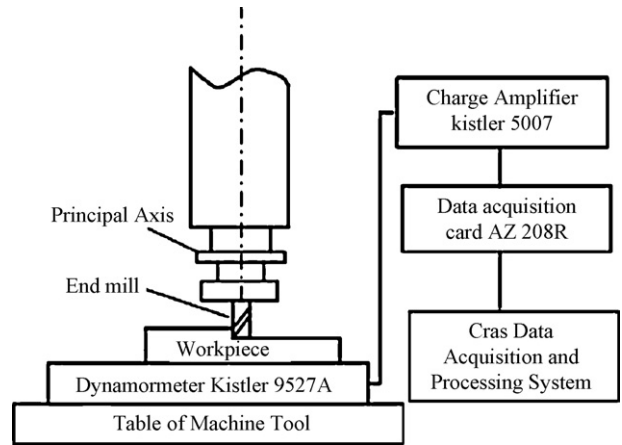 Charge Amplifier
kistler 5007
Principal Axis
Data acquisition
card AZ 208R
End mill
Workpiece
Cras Data
Acquisition and
Processing System
Dynamormeter Kistler 9527A
Table of Machine Tool